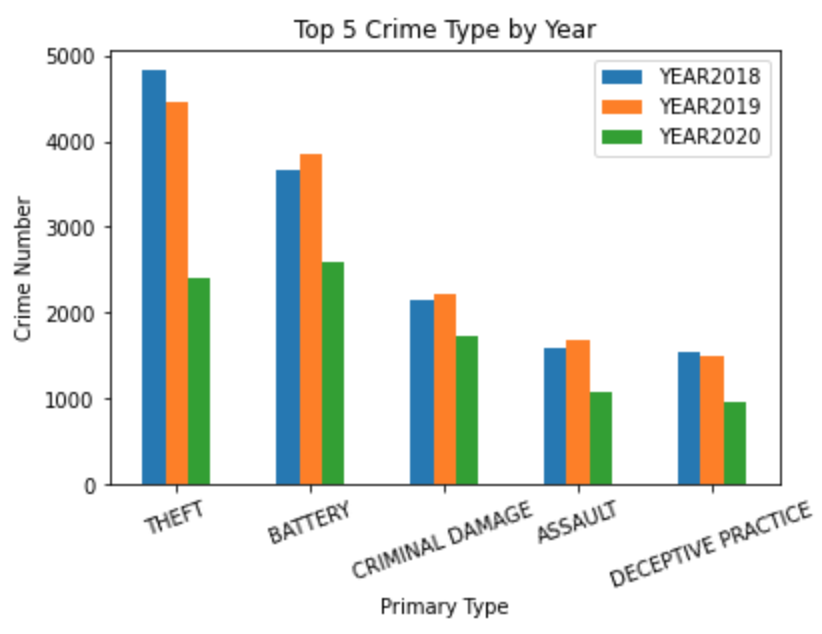 Top 5 Crime Type by Year
YEAR2018
YEAR2019
YEAR2020
Crime Number
5000
4000
3000
2000
1000
0
THEFT
BATTERY
CRIMINAL DAMAGE
ASSAULT
DECEPTIVE PRACTICE
Primary Type